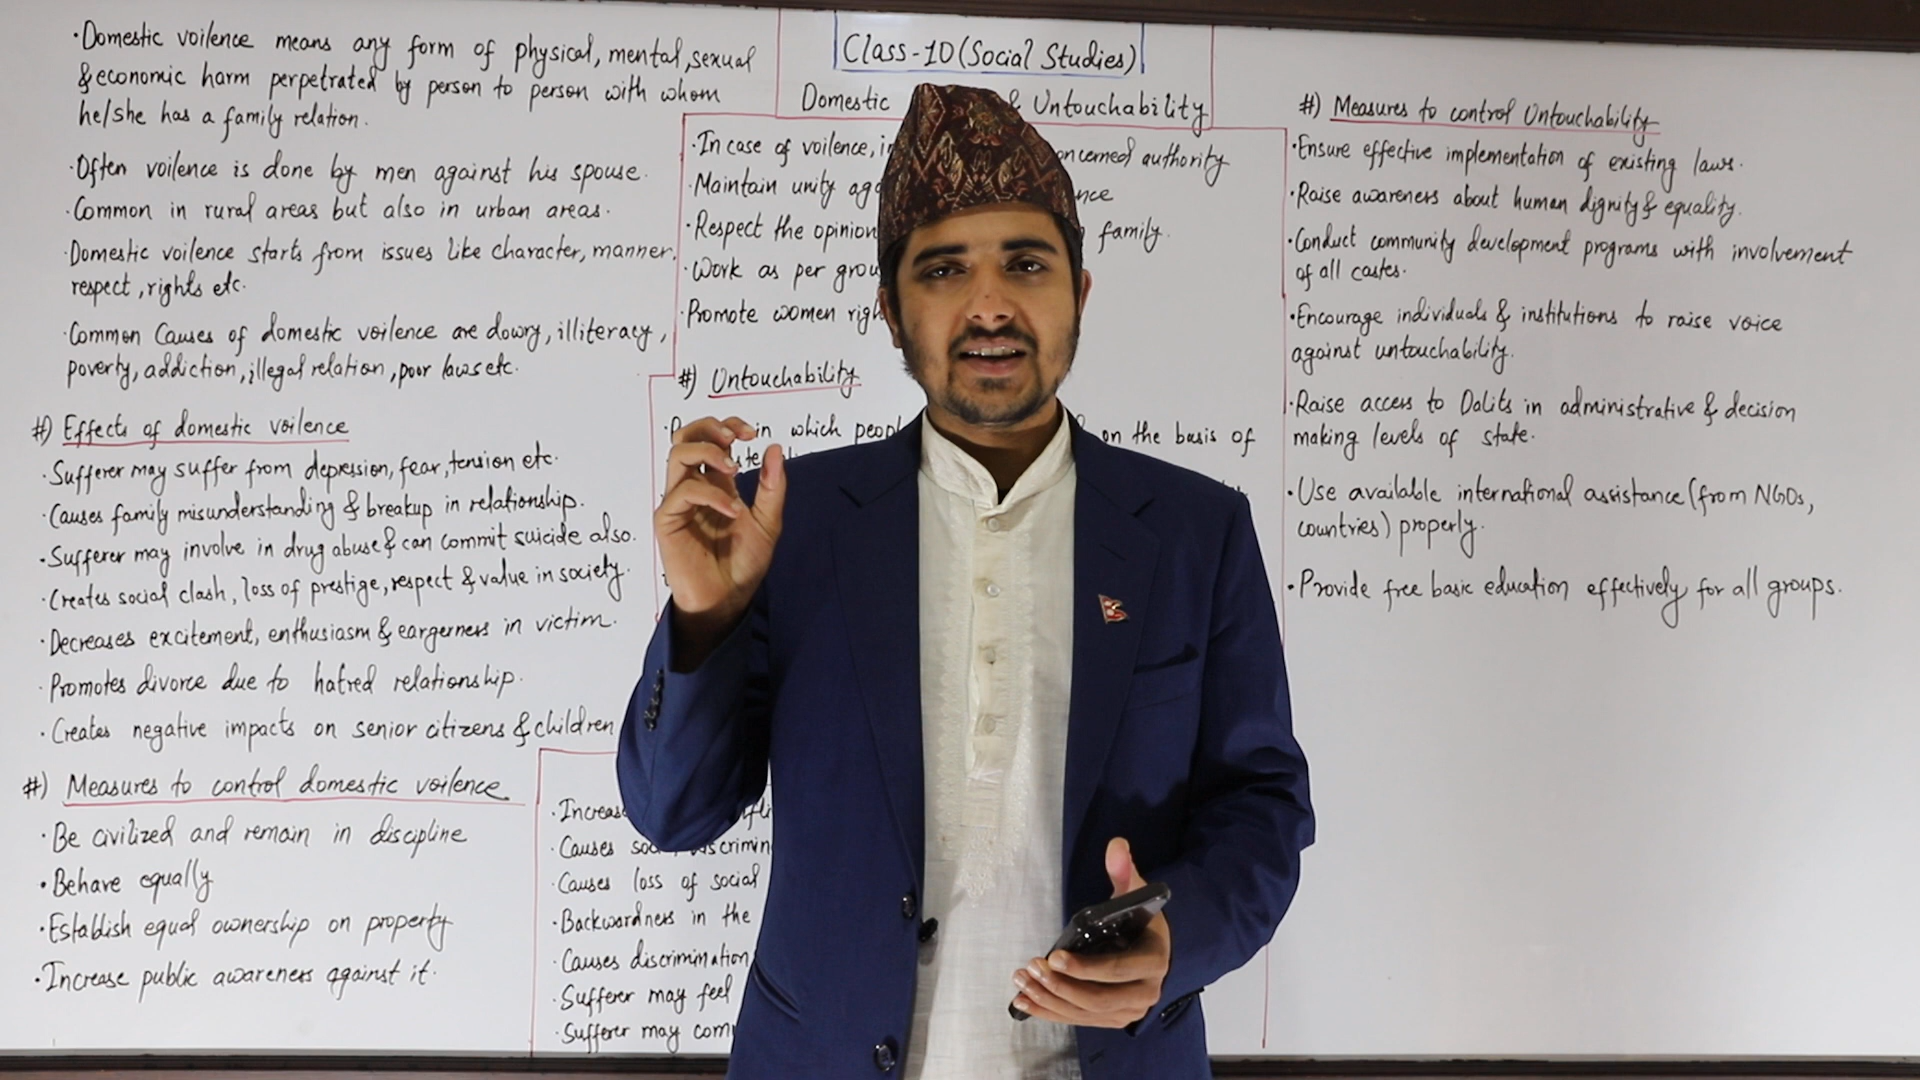 Class-10 (Social Studies)
Domestic & Untouchability
·Domestic voilence means any form of physical, mental, sexual
& economic harm perpetrated by person to person with whom
he/she has a family relation.
·Often voilence is done by men against his spouse.
·Common in rural areas but also in urban areas.
·Domestic voilence starts from issues like character, manner,
respect, rights etc.
·Common Causes of domestic voilence are dowry, illiteracy,
poverty, addiction, illegal relation, poor laws etc.
#) Effects of domestic voilence
·Sufferer may suffer from depression, fear, tension etc.
·Causes family misunderstanding & breakup in relationship.
·Sufferer may involve in drug abuse & can commit suicide also.
·Creates social clash, loss of prestige, respect & value in society.
·Decreases excitement, enthusiasm & eargerness in victim.
·Promotes divorce due to hatred relationship.
·Creates negative impacts on senior citizens & children
#) Measures to control domestic voilence
·Be civilized and remain in discipline
·Behave equally
·Establish equal ownership on property
·Increase public awareness against it.
·In case of voilence, authority
·Maintain unity
·Respect the opinion family.
·Work as per
·Promote women
#) Untouchability
in which on the basis of
·Causes
·Causes loss of social
·Backwardness in the
·Causes discrimination
·Sufferer may feel
·Sufferer may
#) Measures to control Untouchability
·Ensure effective implementation of existing laws.
·Raise awareness about human dignity & equality.
·Conduct community development programs with involvement
of all castes.
·Encourage individuals & institutions to raise voice
against untouchability.
·Raise access to Dalits in administrative & decision
making levels of state.
·Use available international assistance (from NGOs,
countries) properly.
·Provide free basic education effectively for all groups.